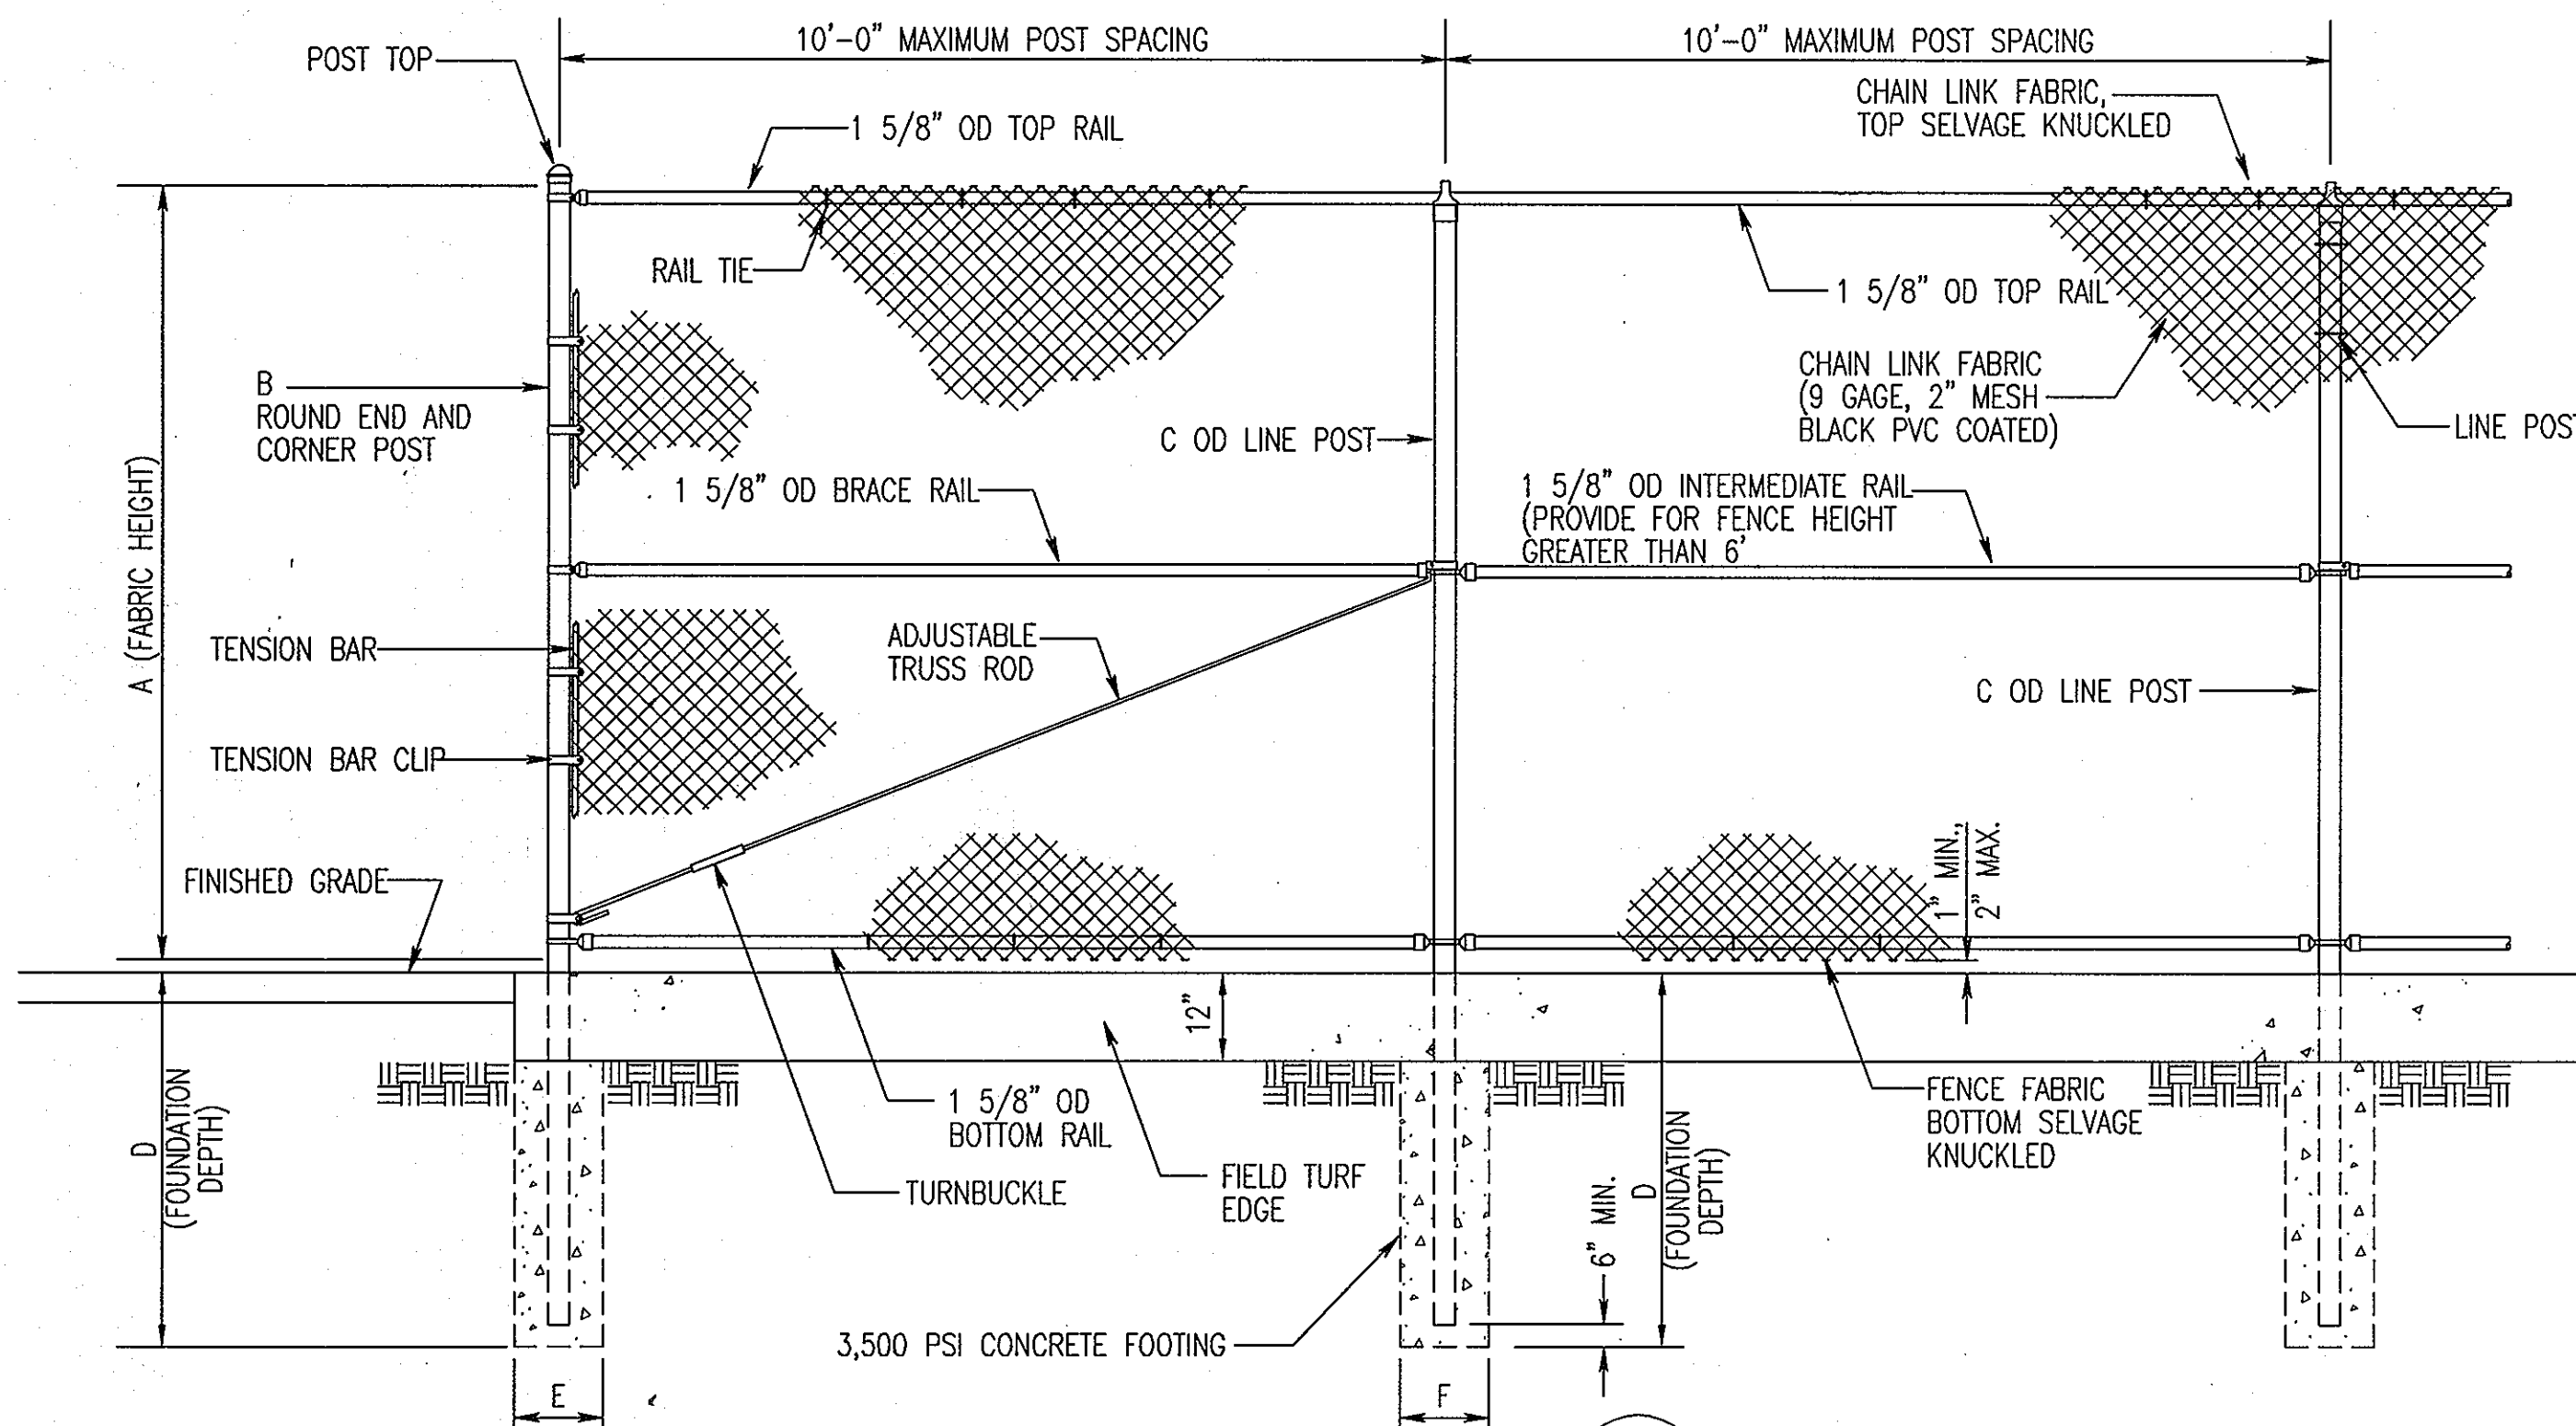 10'-0" MAXIMUM POST SPACING
10'-0" MAXIMUM POST SPACING
POST TOP
CHAIN LINK FABRIC,
TOP SELVAGE KNUCKLED
1 5/8" OD TOP RAIL
RAIL TIE
1 5/8" OD TOP RAIL
B
ROUND END AND
CORNER POST
CHAIN LINK FABRIC
(9 GAGE, 2" MESH
BLACK PVC COATED)
C OD LINE POST
LINE POST
A (FABRIC HEIGHT)
1 5/8" OD BRACE RAIL
1 5/8" OD INTERMEDIATE RAIL
(PROVIDE FOR FENCE HEIGHT
GREATER THAN 6'
TENSION BAR
ADJUSTABLE
TRUSS ROD
C OD LINE POST
TENSION BAR CLIP
1" MIN.,
2" MAX.
FINISHED GRADE
12"
D
(FOUNDATION
DEPTH)
1 5/8" OD
BOTTOM RAIL
FENCE FABRIC
BOTTOM SELVAGE
KNUCKLED
TURNBUCKLE
FIELD TURF
EDGE
6" MIN.
D
(FOUNDATION
DEPTH)
3,500 PSI CONCRETE FOOTING
E
F